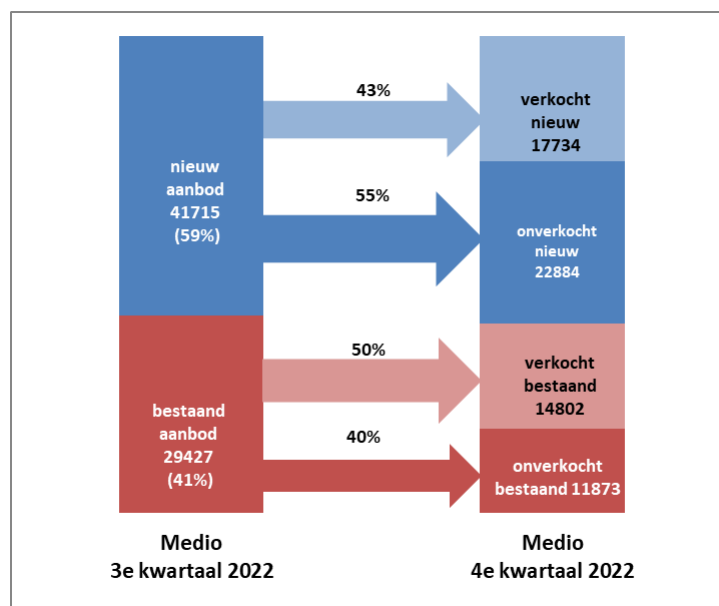 43%
verkocht
nieuw
17734
nieuw
aanbod
41715
(59%)
55%
onverkocht
nieuw
22884
50%
verkocht
bestaand
14802
bestaand
aanbod
29427
(41%)
40%
onverkocht
bestaand 11873
Medio
3e kwartaal 2022
Medio
4e kwartaal 2022